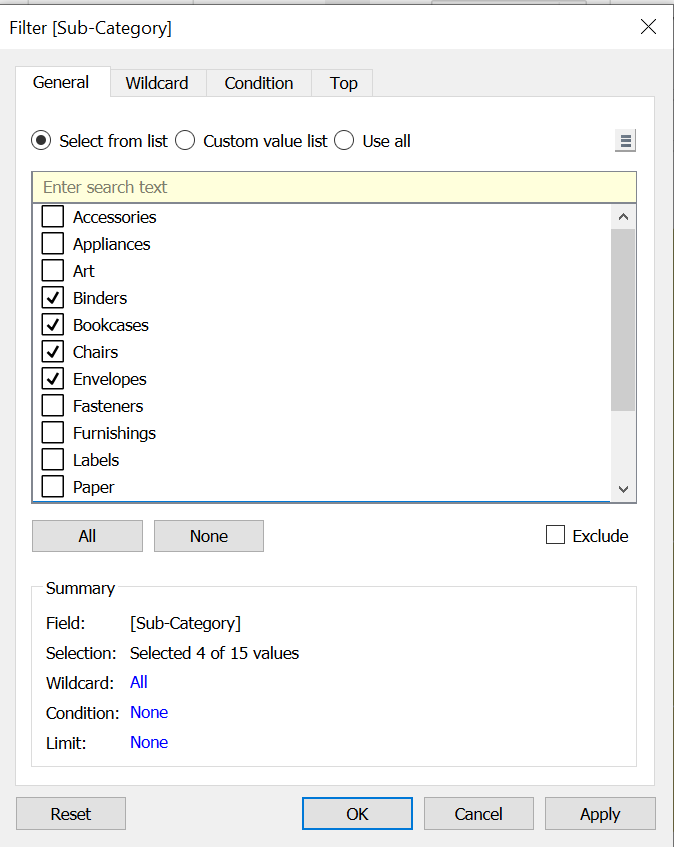 Filter [Sub-Category]
General Wildcard Condition Top
Select from list Custom value list Use all
Enter search text
Accessories
Appliances
Art
Binders
Bookcases
Chairs
Envelopes
Fasteners
Furnishings
Labels
Paper
All None Exclude
Summary
Field: [Sub-Category]
Selection: Selected 4 of 15 values
Wildcard: All
Condition: None
Limit: None
Reset OK Cancel Apply